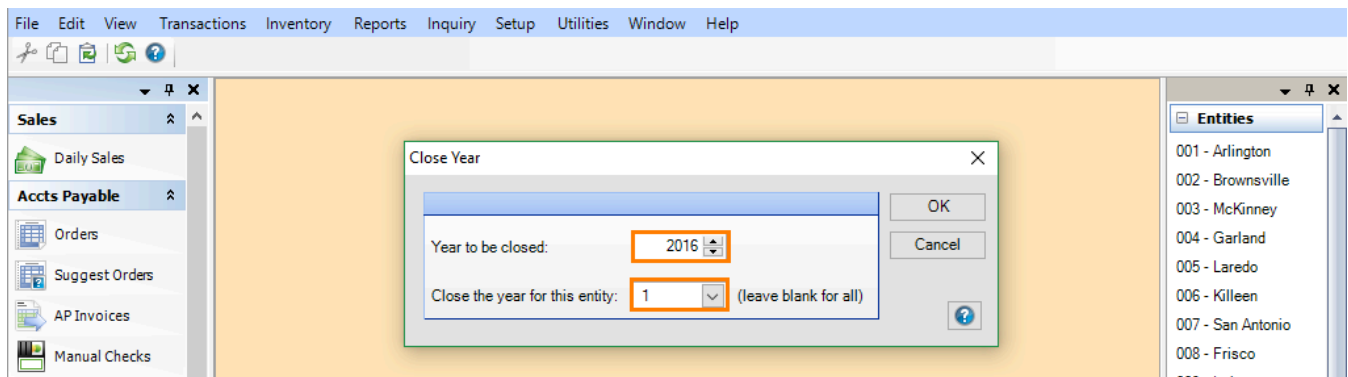 File Edit View Transactions Inventory Reports Inquiry Setup Utilities Window Help
Sales
Daily Sales
Accts Payable
Orders
Suggest Orders
AP Invoices
Manual Checks
Close Year
Year to be closed: 2016
Close the year for this entity: 1 (leave blank for all)
OK
Cancel
Entities
001 - Arlington
002 - Brownsville
003 - McKinney
004 - Garland
005 - Laredo
006 - Killeen
007 - San Antonio
008 - Frisco